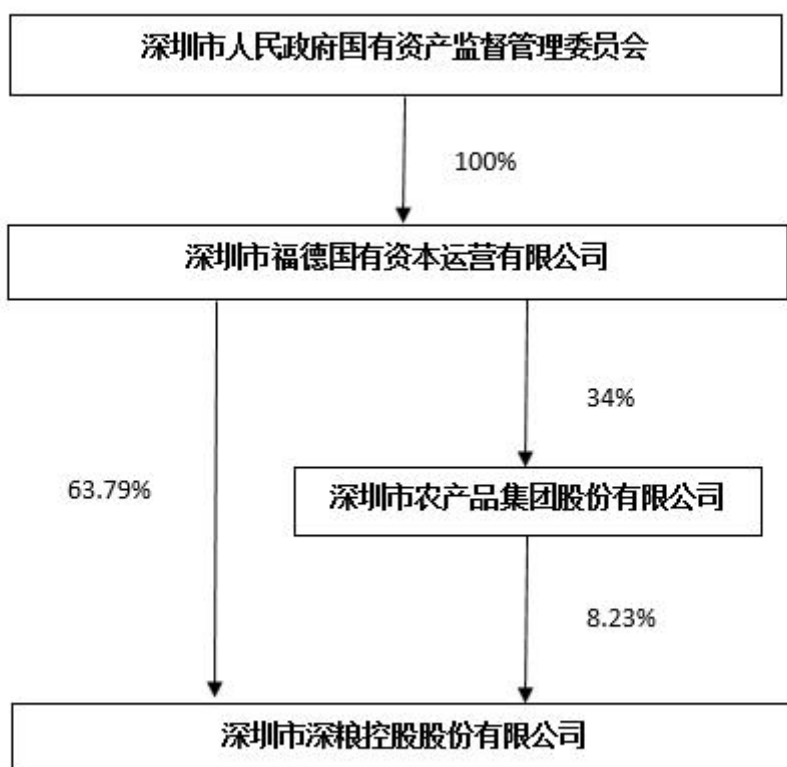 深圳市人民政府国有资产监督管理委员会
100%
深圳市福德国有资本运营有限公司
34%
63.79%
深圳市农产品集团股份有限公司
8.23%
深圳市深粮控股股份有限公司